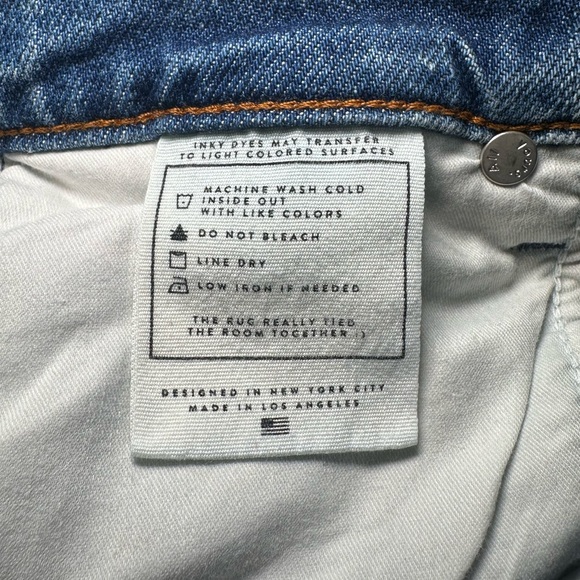 INKY DYES MAY TRANSFER
TO LIGHT COLORED SURFACES
MACHINE WASH COLD
INSIDE OUT
WITH LIKE COLORS
DO NOT BLEACH
LINE DRY
LOW IRON IF NEEDED
THE RUG REALLY TIED
THE ROOM TOGETHER :)
DESIGNED IN NEW YORK CITY
MADE IN LOS ANGELES